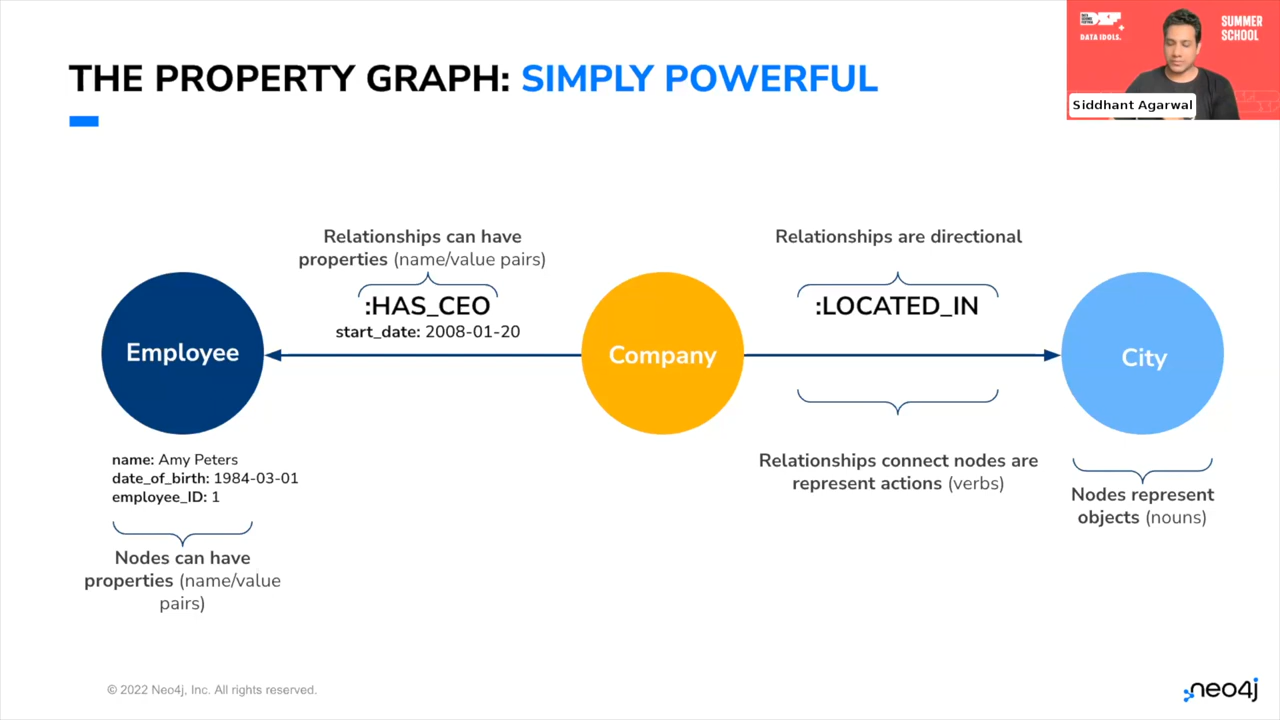 THE PROPERTY GRAPH: SIMPLY POWERFUL
DATA IDOLS.
SUMMER
SCHOOL
Siddhant Agarwal
Relationships can have
properties (name/value pairs)
:HAS_CEO
start_date: 2008-01-20
Relationships are directional
:LOCATED_IN
Employee
Company
City
name: Amy Peters
date_of_birth: 1984-03-01
employee_ID: 1
Nodes can have
properties (name/value
pairs)
Relationships connect nodes are
represent actions (verbs)
Nodes represent
objects (nouns)
© 2022 Neo4j, Inc. All rights reserved.
neo4j